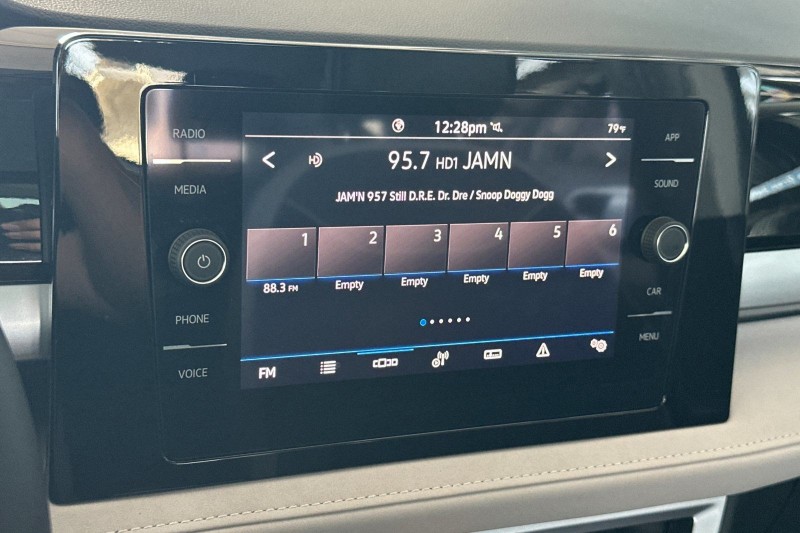 RADIO
MEDIA
PHONE
VOICE
12:28pm
79°F
95.7 HD1 JAMN
JAM'N 957 Still D.R.E. Dr. Dre / Snoop Doggy Dogg
1 2 3 4 5 6
88.3 FM Empty Empty Empty Empty Empty
FM
APP
SOUND
CAR
MENU